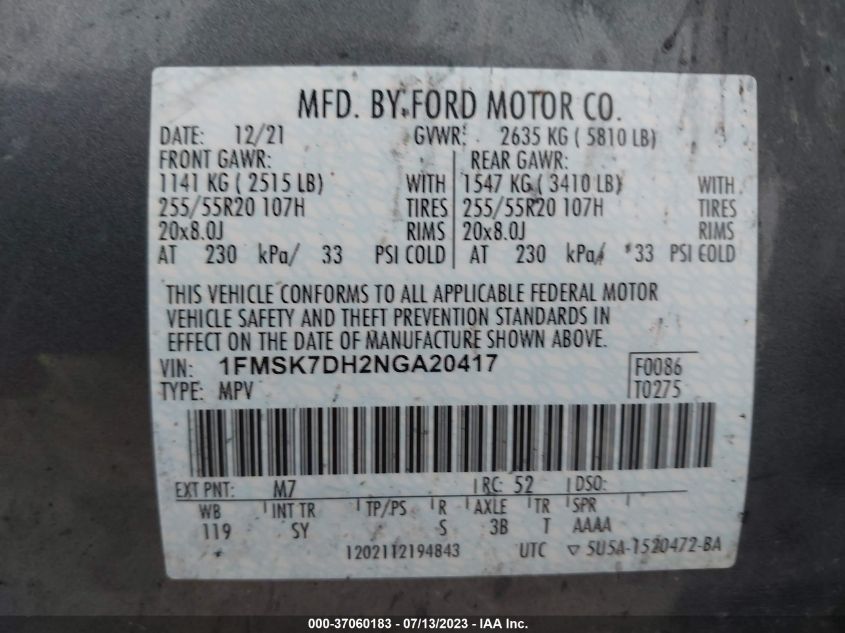 MFD. BY FORD MOTOR CO.
DATE: 12/21 GVWR: 2635 KG ( 5810 LB)
FRONT GAWR: REAR GAWR:
1141 KG ( 2515 LB) WITH 1547 KG ( 3410 LB) WITH
255/55R20 107H TIRES 255/55R20 107H TIRES
20x8.0J RIMS 20x8.0J RIMS
AT 230 kPa/ 33 PSI COLD AT 230 kPa/ 33 PSI COLD
THIS VEHICLE CONFORMS TO ALL APPLICABLE FEDERAL MOTOR
VEHICLE SAFETY AND THEFT PREVENTION STANDARDS IN
EFFECT ON THE DATE OF MANUFACTURE SHOWN ABOVE.
VIN: 1FMSK7DH2NGA20417 F0086
TYPE: MPV T0275
EXT PNT: M7 RC: 52 DSO:
WB INT TR TP/PS R AXLE TR SPR
119 SY S 3B T AAAA
1202112194843 UTC ▽ 5U5A-1520472-BA
000-37060183 - 07/13/2023 - IAA Inc.